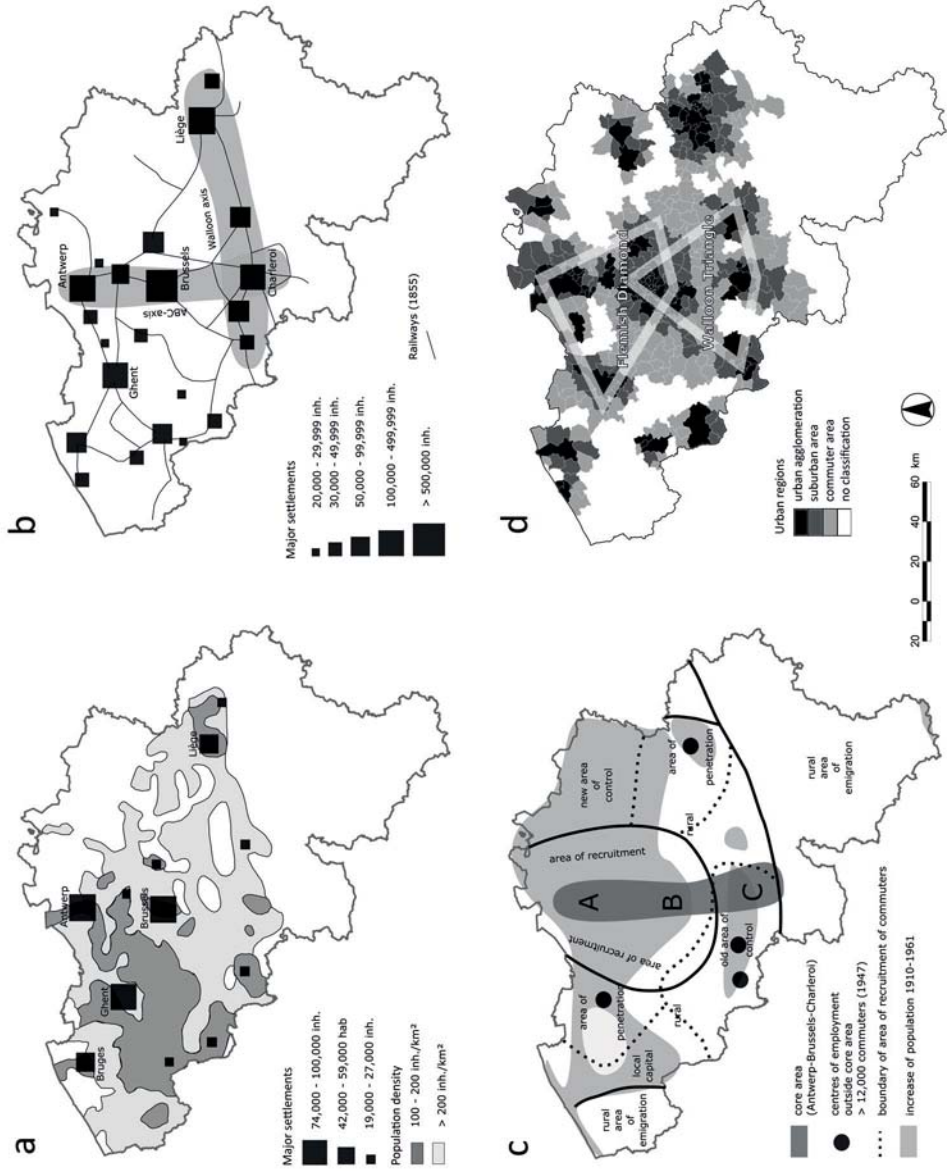 a
Antwerp
Bruges
Ghent
Brussels
Liège
Major settlements
74,000 - 100,000 inh.
42,000 - 59,000 hab
19,000 - 27,000 inh.
Population density
100 - 200 inh./km²
> 200 inh./km²
b
Antwerp
Ghent
Brussels
ABC-axis
Walloon axis
Liège
Charleroi
Major settlements
20,000 - 29,999 inh.
30,000 - 49,999 inh.
50,000 - 99,999 inh.
100,000 - 499,999 inh.
> 500,000 inh.
Railways (1855)
c
rural
area of
emigration
local
capital
area of
penetration
rural
area of recruitment
A
B
C
area of recruitment
new area
of
control
rural
area of
penetration
old area of
control
rural
area
of
emigration
core area
(Antwerp-Brussels-Charleroi)
centres of employment
outside core area
> 12,000 commuters (1947)
boundary of area of recruitment of commuters
increase of population 1910-1961
d
Flemish Diamond
Walloon Triangle
Urban regions
urban agglomeration
suburban area
commuter area
no classification
20 0 20 40 60 km